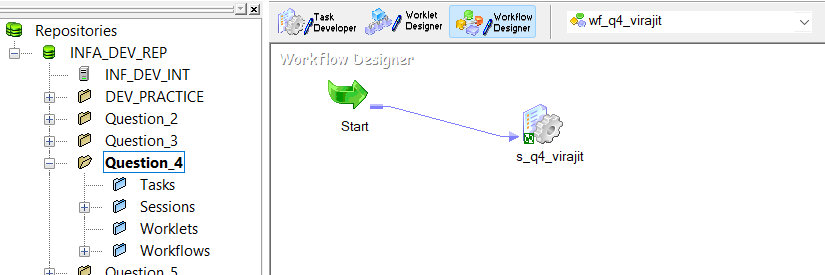 Repositories
INFA_DEV_REP
INF_DEV_INT
DEV_PRACTICE
Question_2
Question_3
Question_4
Tasks
Sessions
Worklets
Workflows
Question_5
Task Developer
Worklet Designer
Workflow Designer
wf_q4_virajit
Workflow Designer
Start
s_q4_virajit